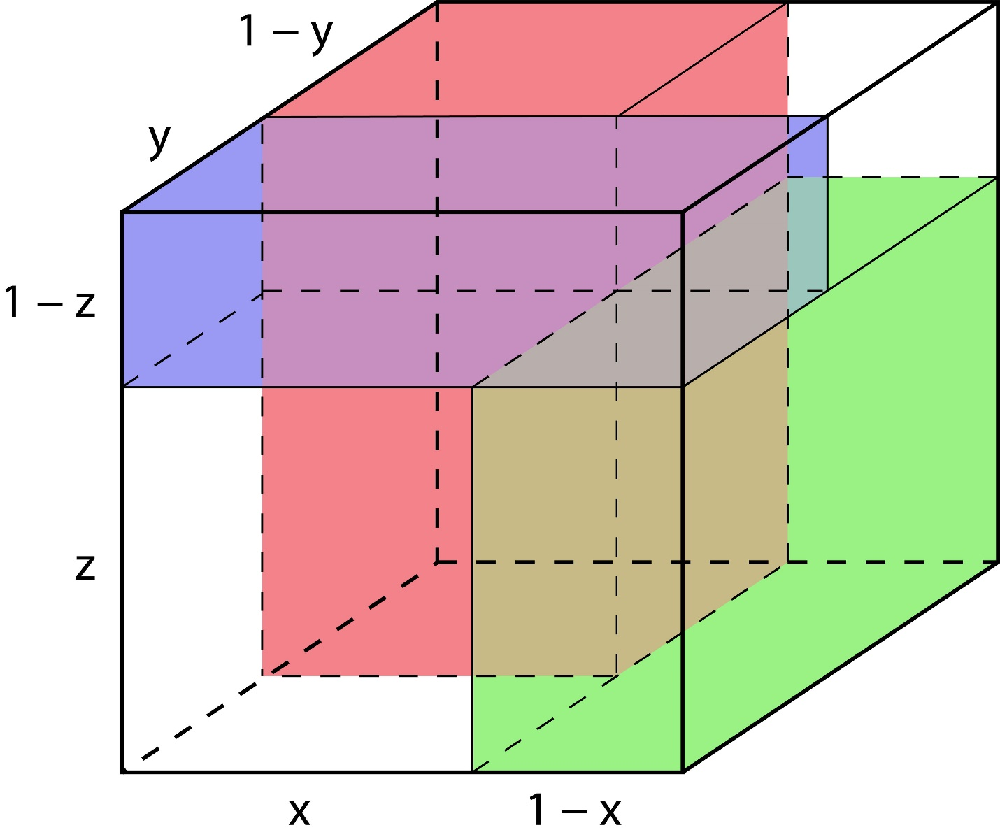 1 – y
y
1 – z
z
x
1 – x